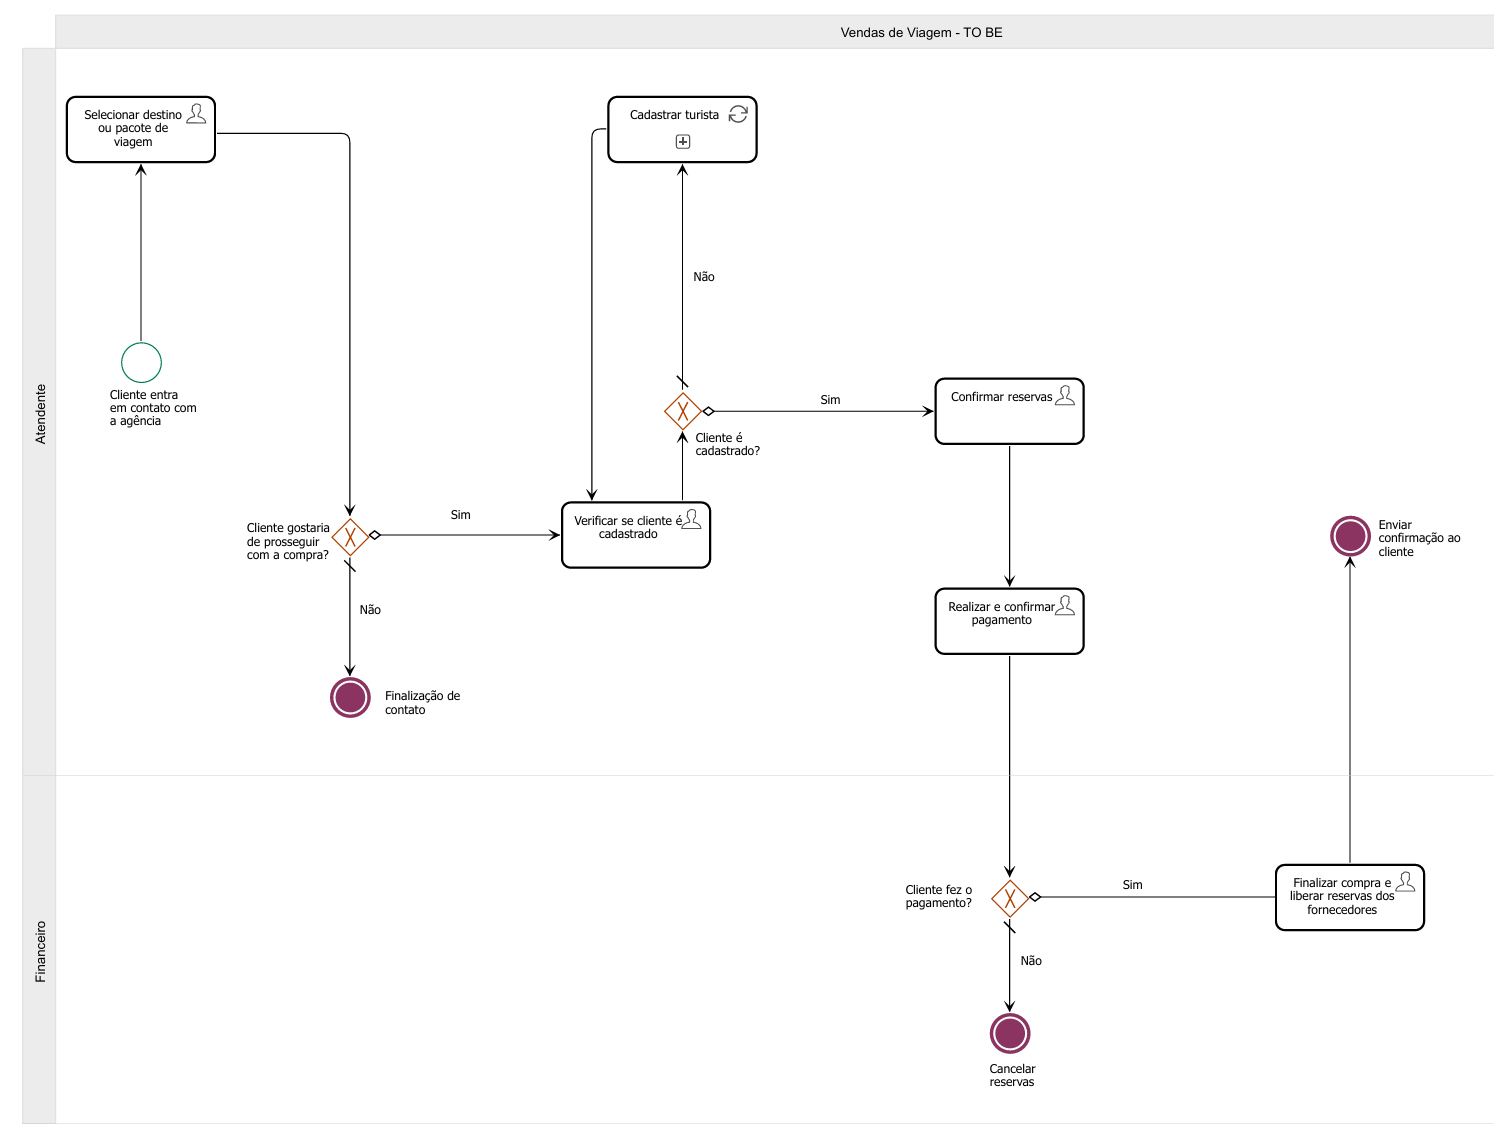 Vendas de Viagem - TO BE
Atendente
Selecionar destino
ou pacote de
viagem
Cadastrar turista
Não
Cliente entra
em contato com
a agência
Sim
Confirmar reservas
Cliente é
cadastrado?
Cliente gostaria
de prosseguir
com a compra?
Sim
Verificar se cliente é
cadastrado
Enviar
confirmação ao
cliente
Não
Realizar e confirmar
pagamento
Finalização de
contato
Financeiro
Cliente fez o
pagamento?
Sim
Finalizar compra e
liberar reservas dos
fornecedores
Não
Cancelar
reservas